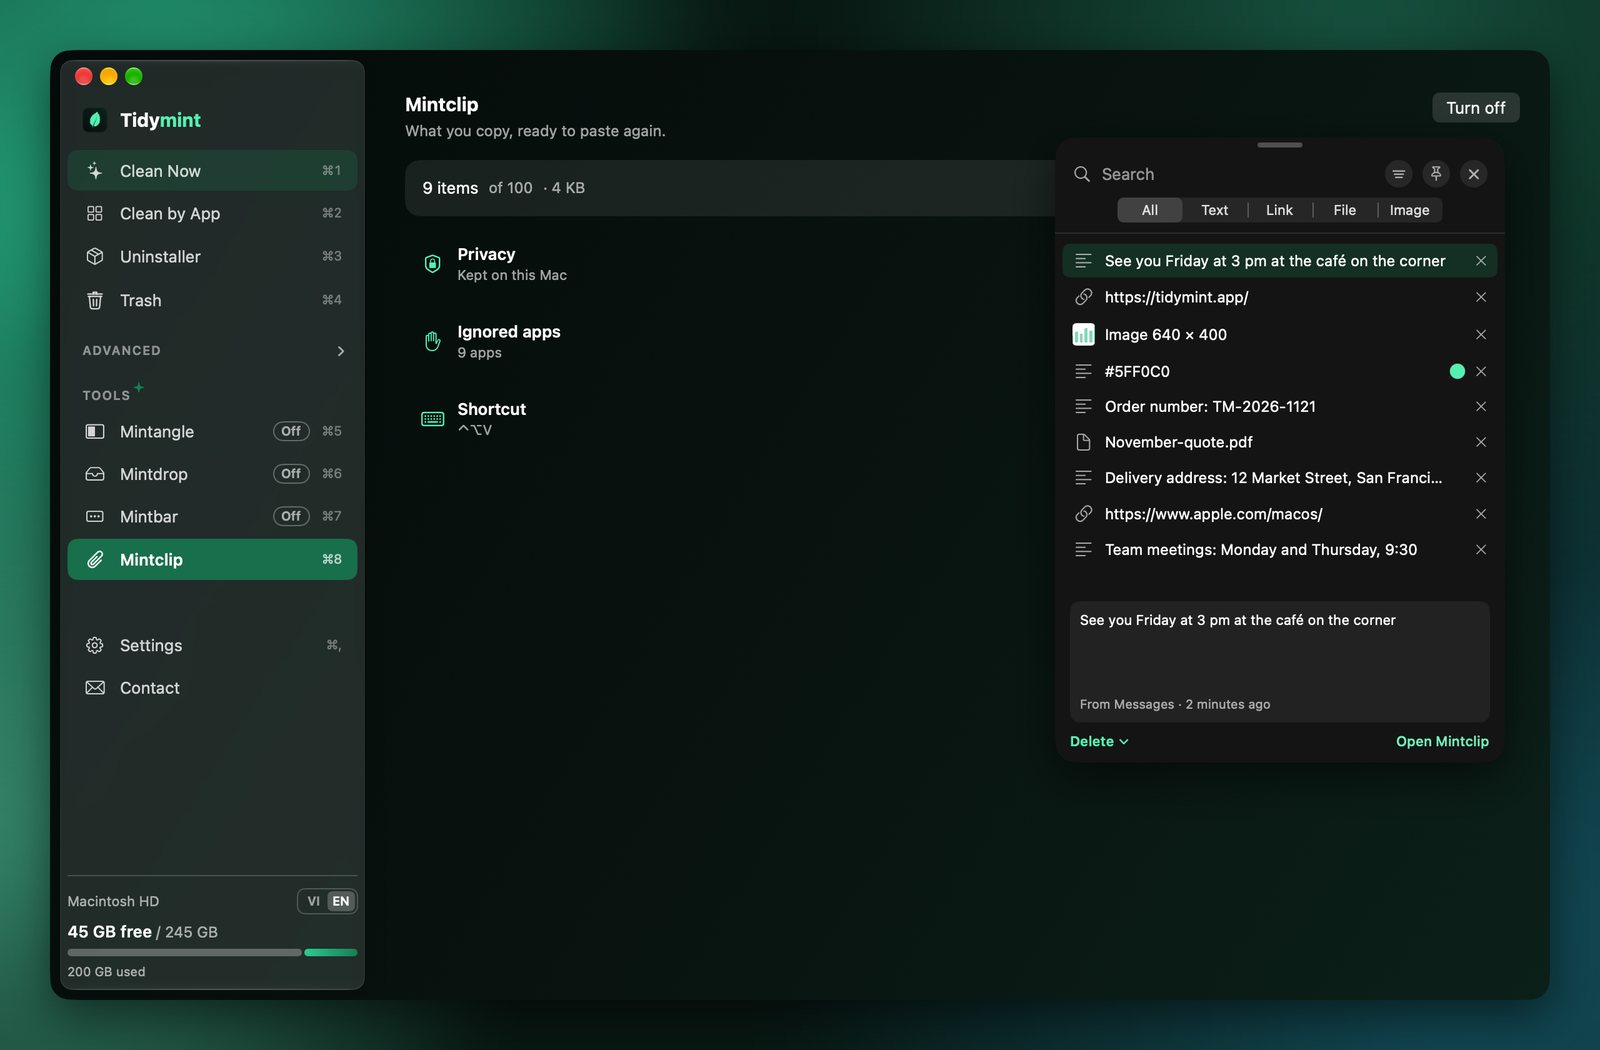 Tidymint
Clean Now ⌘1
Clean by App ⌘2
Uninstaller ⌘3
Trash ⌘4
ADVANCED
TOOLS
Mintangle Off ⌘5
Mintdrop Off ⌘6
Mintbar Off ⌘7
Mintclip ⌘8
Settings ⌘,
Contact
Macintosh HD VI EN
45 GB free / 245 GB
200 GB used
Mintclip
What you copy, ready to paste again.
Turn off
9 items of 100 · 4 KB
Privacy
Kept on this Mac
Ignored apps
9 apps
Shortcut
^⌥V
Search
All Text Link File Image
See you Friday at 3 pm at the café on the corner
https://tidymint.app/
Image 640 × 400
#5FF0C0
Order number: TM-2026-1121
November-quote.pdf
Delivery address: 12 Market Street, San Franci...
https://www.apple.com/macos/
Team meetings: Monday and Thursday, 9:30
See you Friday at 3 pm at the café on the corner
From Messages · 2 minutes ago
Delete Open Mintclip